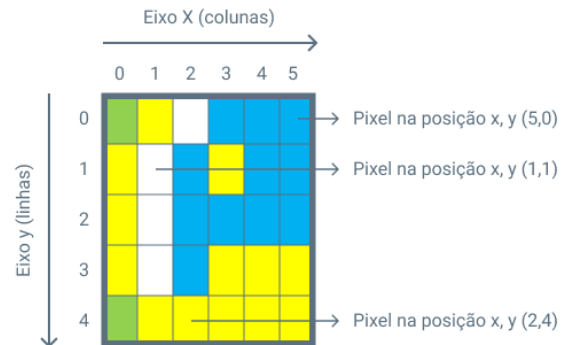 Eixo X (colunas)
0 1 2 3 4 5
0 Pixel na posição x, y (5,0)
1 Pixel na posição x, y (1,1)
2
3
4 Pixel na posição x, y (2,4)
Eixo y (linhas)